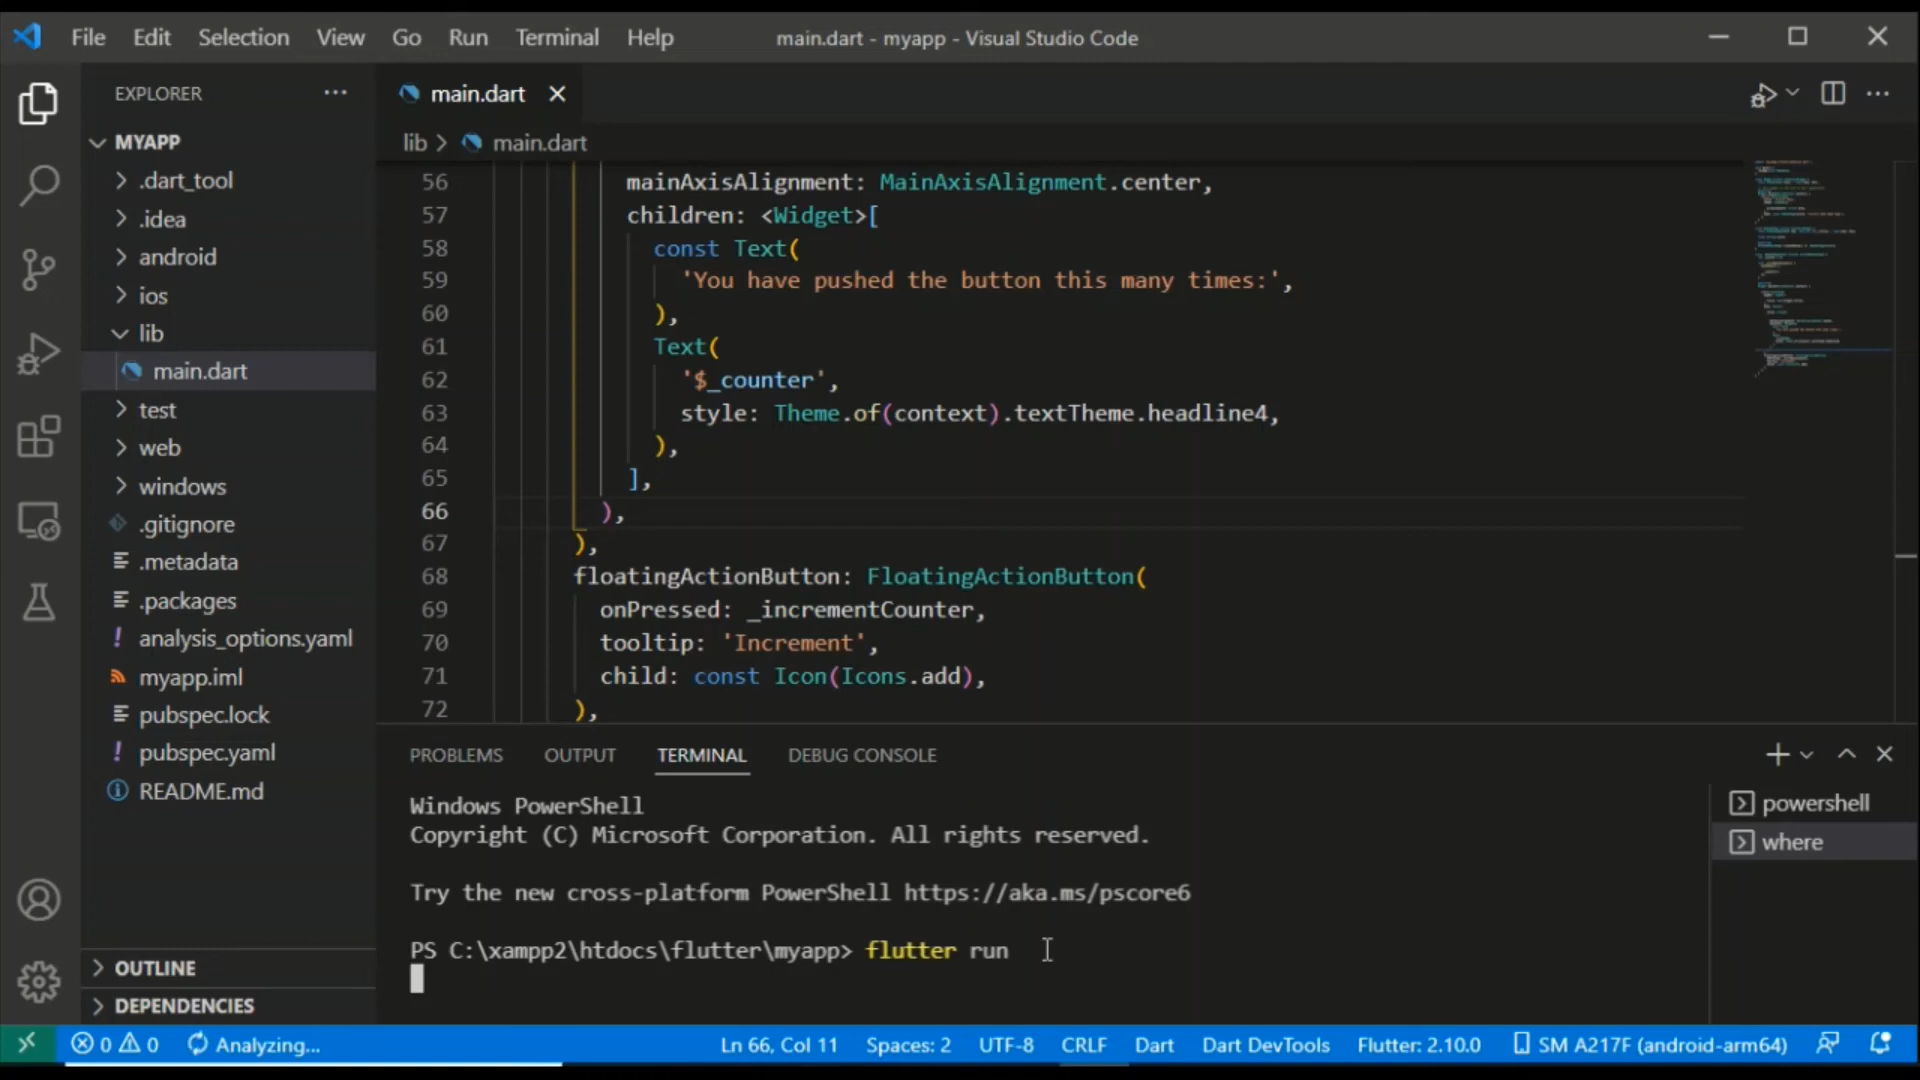 File Edit Selection View Go Run Terminal Help
main.dart - myapp - Visual Studio Code
EXPLORER
MYAPP
.dart_tool
.idea
android
ios
lib
main.dart
test
web
windows
.gitignore
.metadata
.packages
analysis_options.yaml
myapp.iml
pubspec.lock
pubspec.yaml
README.md
OUTLINE
DEPENDENCIES
main.dart
lib > main.dart
56 mainAxisAlignment: MainAxisAlignment.center,
57 children: <Widget>[
58 const Text(
59 'You have pushed the button this many times:',
60 ),
61 Text(
62 '$_counter',
63 style: Theme.of(context).textTheme.headline4,
64 ),
65 ],
66 ),
67 ),
68 floatingActionButton: FloatingActionButton(
69 onPressed: _incrementCounter,
70 tooltip: 'Increment',
71 child: const Icon(Icons.add),
72 ),
PROBLEMS OUTPUT TERMINAL DEBUG CONSOLE
Windows PowerShell
Copyright (C) Microsoft Corporation. All rights reserved.
Try the new cross-platform PowerShell https://aka.ms/pscore6
PS C:\xampp2\htdocs\flutter\myapp> flutter run
powershell
where
0 0 Analyzing... Ln 66, Col 11 Spaces: 2 UTF-8 CRLF Dart Dart DevTools Flutter: 2.10.0 SM A217F (android-arm64)